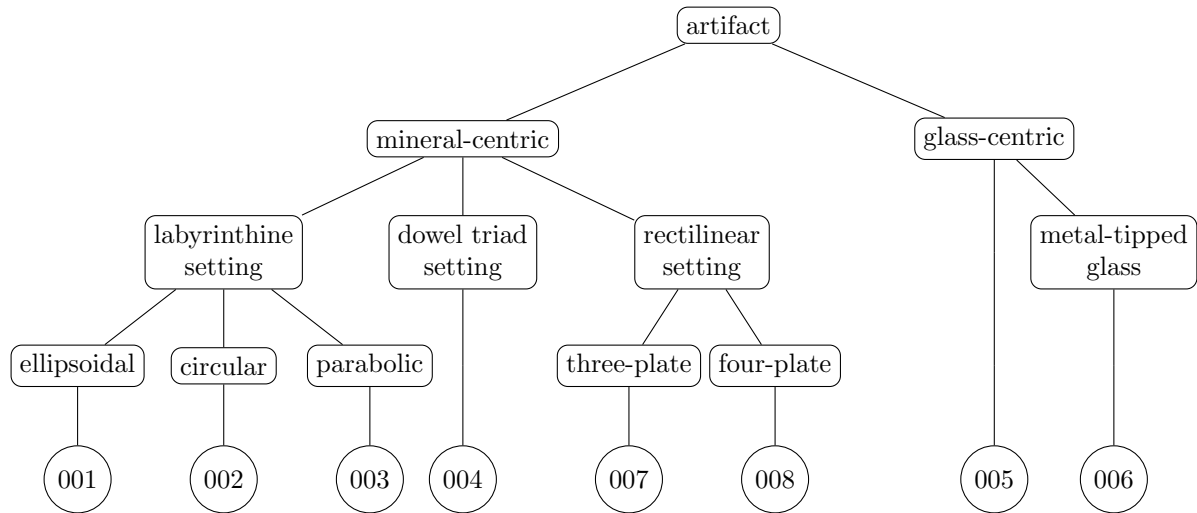 artifact
mineral-centric
glass-centric
labyrinthine
setting
dowel triad
setting
rectilinear
setting
metal-tipped
glass
ellipsoidal
circular
parabolic
three-plate
four-plate
001
002
003
004
007
008
005
006